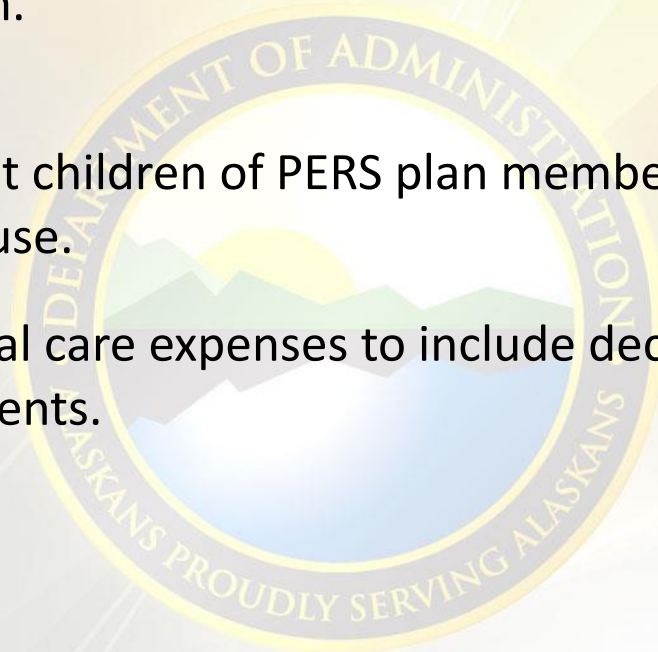 n.
DEPARTMENT OF ADMINISTRATION
t children of PERS plan membe
use.
al care expenses to include dec
ents.
ALASKANS PROUDLY SERVING ALASKANS